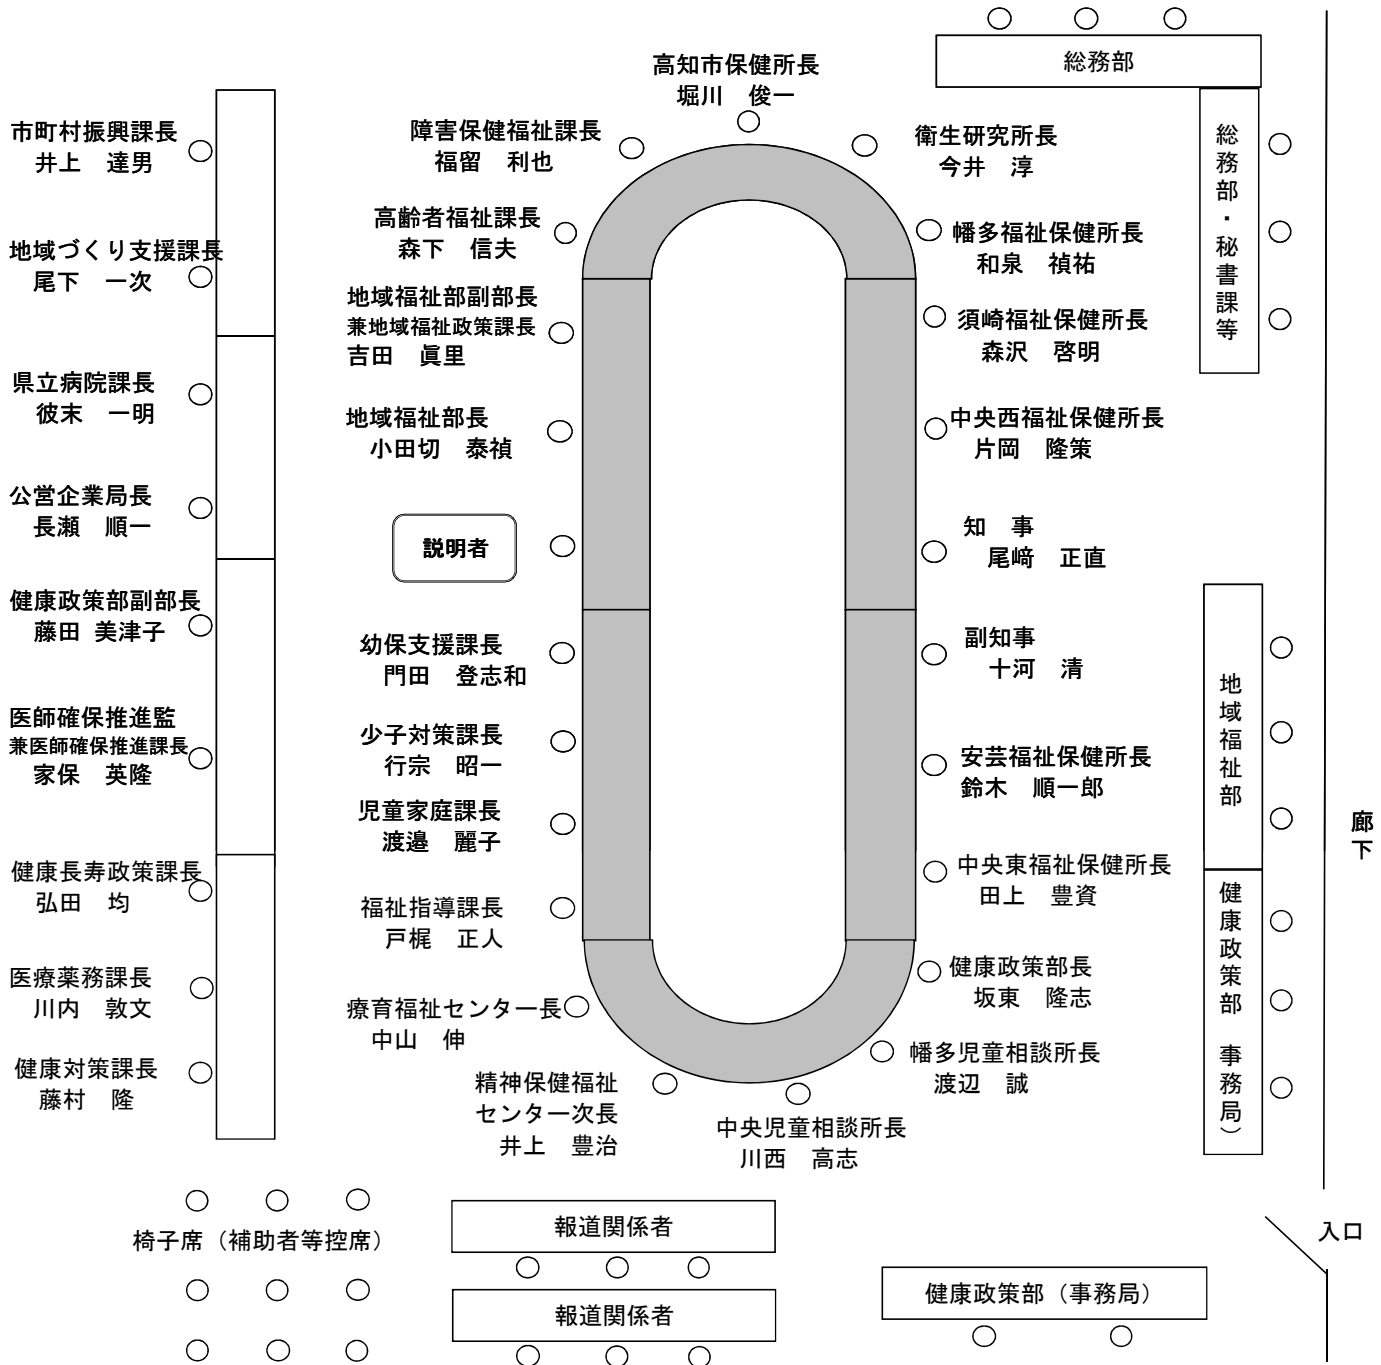 総務部
高知市保健所長
堀川　俊一
障害保健福祉課長
福留　利也
衛生研究所長
今井　淳
市町村振興課長
井上　達男
総務部・秘書課等
高齢者福祉課長
森下　信夫
幡多福祉保健所長
和泉　禎祐
地域づくり支援課長
尾下　一次
地域福祉部副部長
兼地域福祉政策課長
吉田　眞里
須崎福祉保健所長
森沢　啓明
県立病院課長
彼末　一明
地域福祉部長
小田切　泰禎
中央西福祉保健所長
片岡　隆策
公営企業局長
長瀬　順一
説明者
知　事
尾﨑　正直
健康政策部副部長
藤田 美津子
幼保支援課長
門田　登志和
副知事
十河　清
地域福祉部
医師確保推進監
兼医師確保推進課長
家保　英隆
少子対策課長
行宗　昭一
安芸福祉保健所長
鈴木　順一郎
児童家庭課長
渡邉　麗子
廊下
健康長寿政策課長
弘田　均
福祉指導課長
戸梶　正人
中央東福祉保健所長
田上　豊資
健康政策部　事務局）
医療薬務課長
川内　敦文
療育福祉センター長
中山　伸
健康政策部長
坂東　隆志
健康対策課長
藤村　隆
精神保健福祉
センター次長
井上　豊治
中央児童相談所長
川西　高志
幡多児童相談所長
渡辺　誠
椅子席（補助者等控席）
報道関係者
入口
健康政策部（事務局）
報道関係者